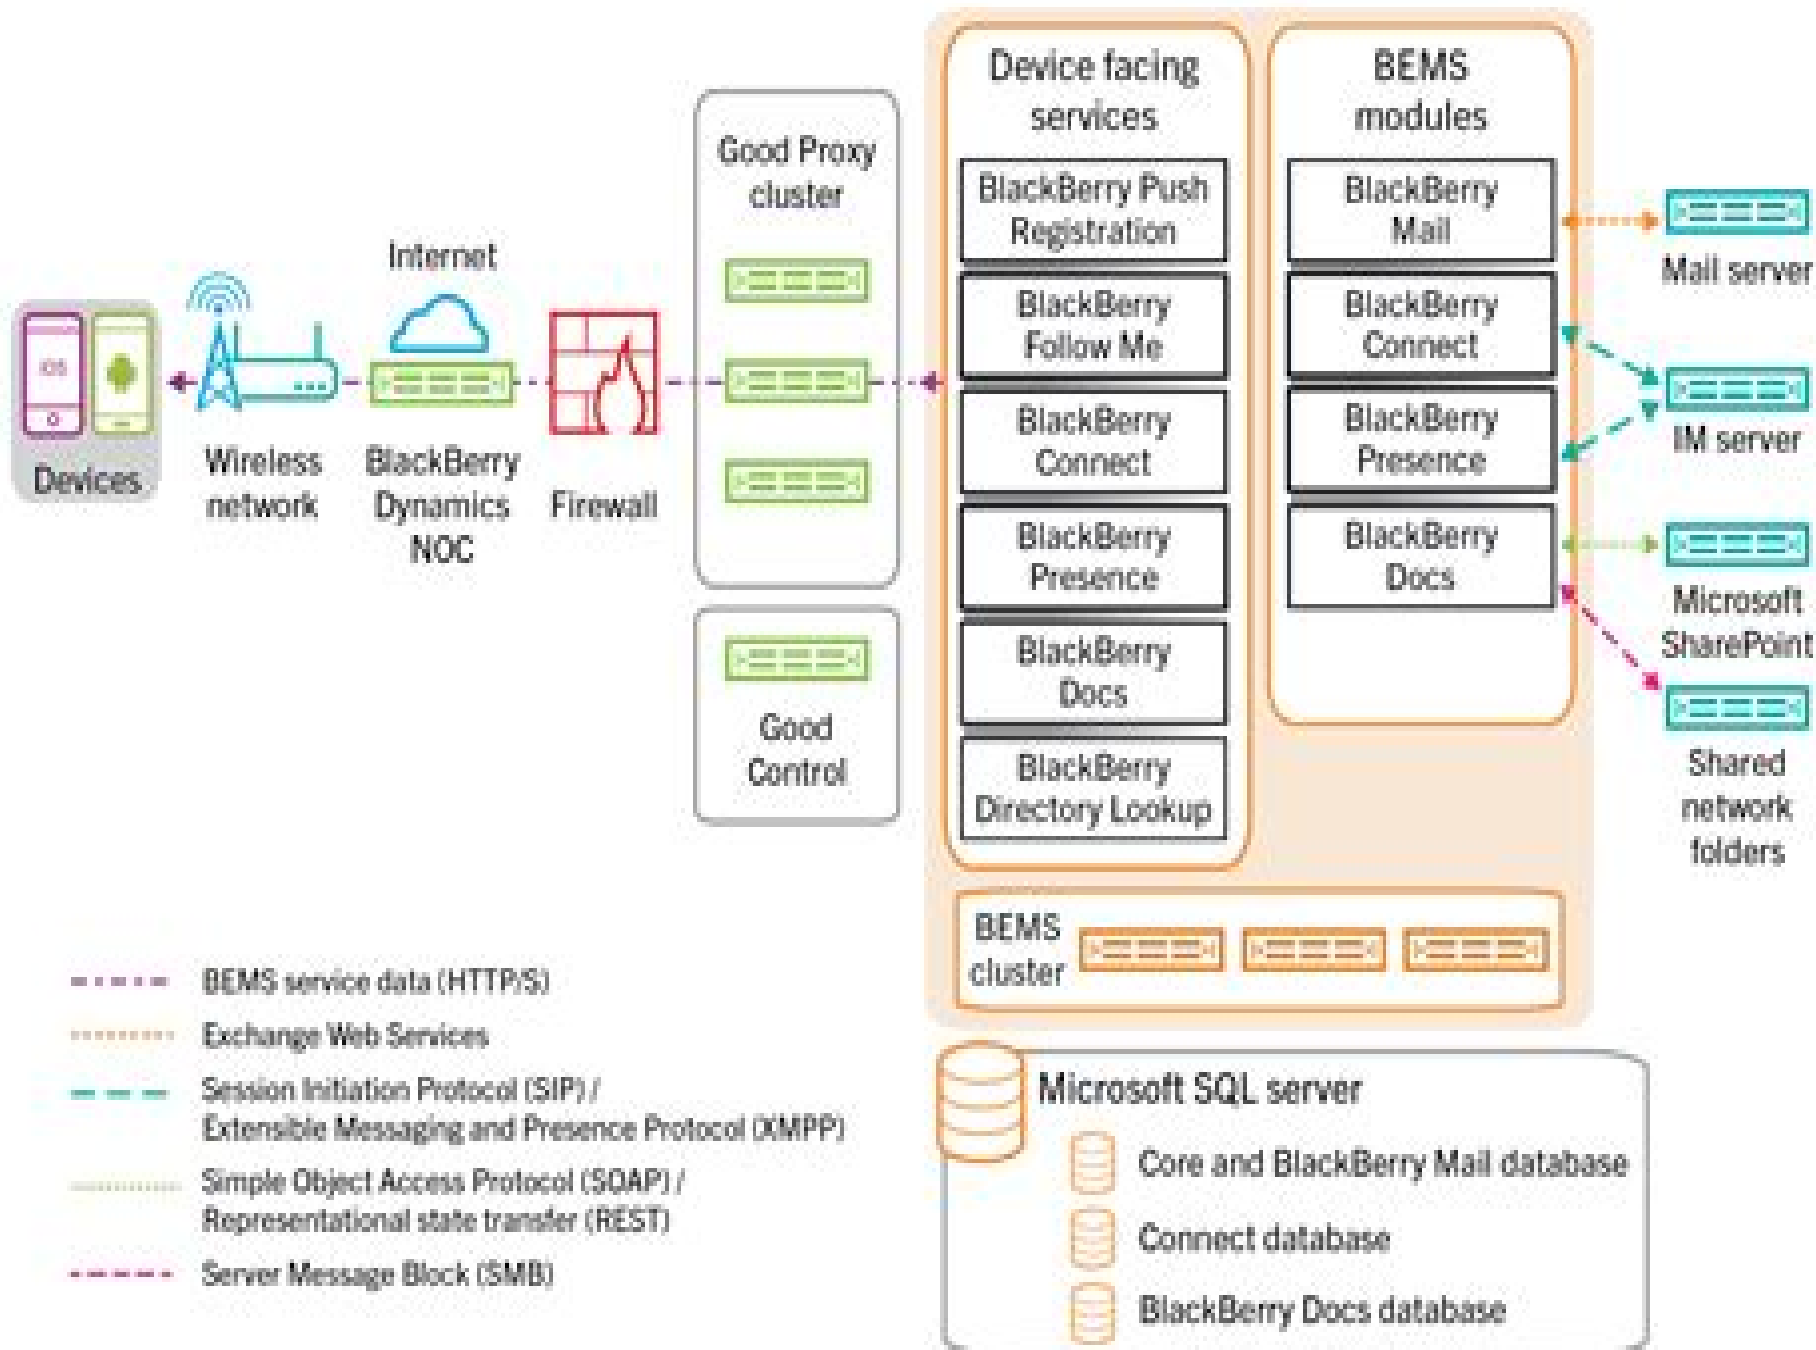 iOS
Devices
Wireless
network
Internet
BlackBerry
Dynamics
NOC
Firewall
Good Proxy
cluster
Good
Control
Device facing
services
BlackBerry Push
Registration
BlackBerry
Follow Me
BlackBerry
Connect
BlackBerry
Presence
BlackBerry
Docs
BlackBerry
Directory Lookup
BEMS
modules
BlackBerry
Mail
BlackBerry
Connect
BlackBerry
Presence
BlackBerry
Docs
Mail server
IM server
Microsoft
SharePoint
Shared
network
folders
BEMS
cluster
BEMS service data (HTTP/S)
Exchange Web Services
Session Initiation Protocol (SIP) /
Extensible Messaging and Presence Protocol (XMPP)
Simple Object Access Protocol (SOAP) /
Representational state transfer (REST)
Server Message Block (SMB)
Microsoft SQL server
Core and BlackBerry Mail database
Connect database
BlackBerry Docs database